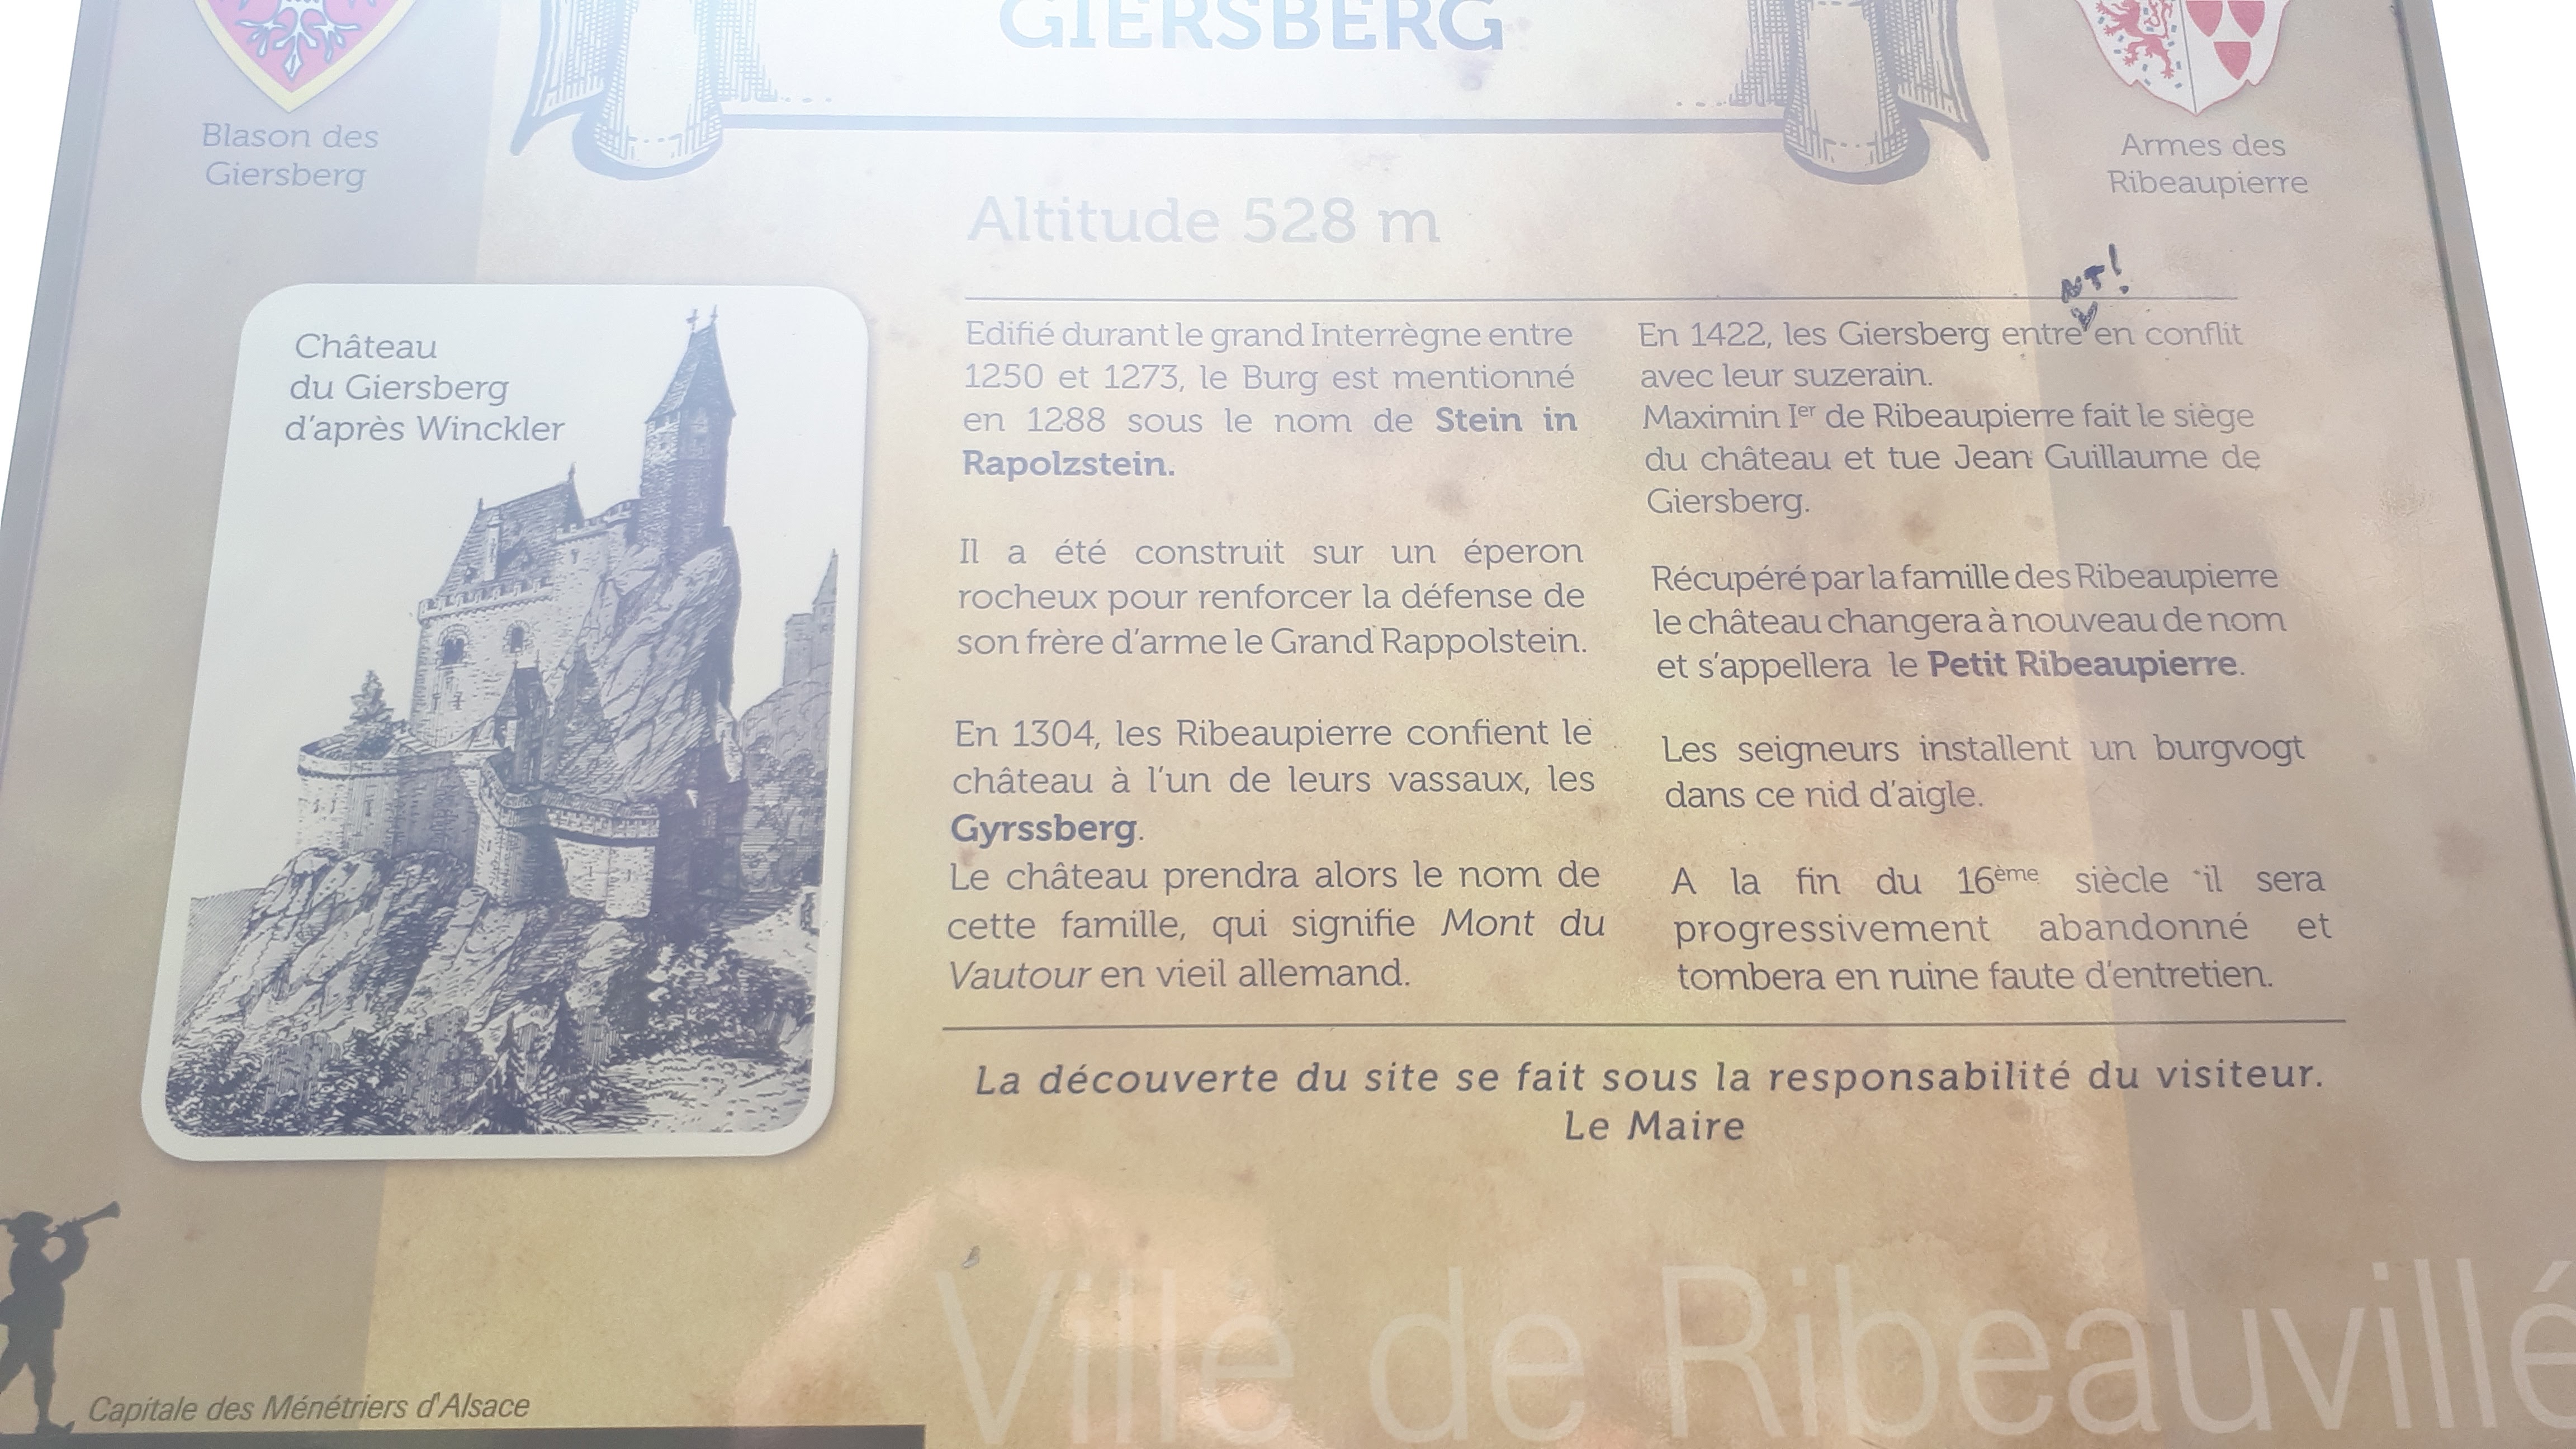 GIERSBERG
Blason des
Giersberg
Armes des
Ribeaupierre
Altitude 528 m
Château
du Giersberg
d'après Winckler
Edifié durant le grand Interrègne entre
1250 et 1273, le Burg est mentionné
en 1288 sous le nom de Stein in
Rapolzstein.
Il a été construit sur un éperon
rocheux pour renforcer la défense de
son frère d'arme le Grand Rappolstein.
En 1304, les Ribeaupierre confient le
château à l'un de leurs vassaux, les
Gyrssberg.
Le château prendra alors le nom de
cette famille, qui signifie Mont du
Vautour en vieil allemand.
NT!
En 1422, les Giersberg entre en conflit
avec leur suzerain.
Maximin Ier de Ribeaupierre fait le siège
du château et tue Jean Guillaume de
Giersberg.
Récupéré par la famille des Ribeaupierre
le château changera à nouveau de nom
et s'appellera le Petit Ribeaupierre.
Les seigneurs installent un burgvogt
dans ce nid d'aigle.
A la fin du 16ème siècle il sera
progressivement abandonné et
tombera en ruine faute d'entretien.
La découverte du site se fait sous la responsabilité du visiteur.
Le Maire
Ville de Ribeauvillé
Capitale des Ménétriers d'Alsace